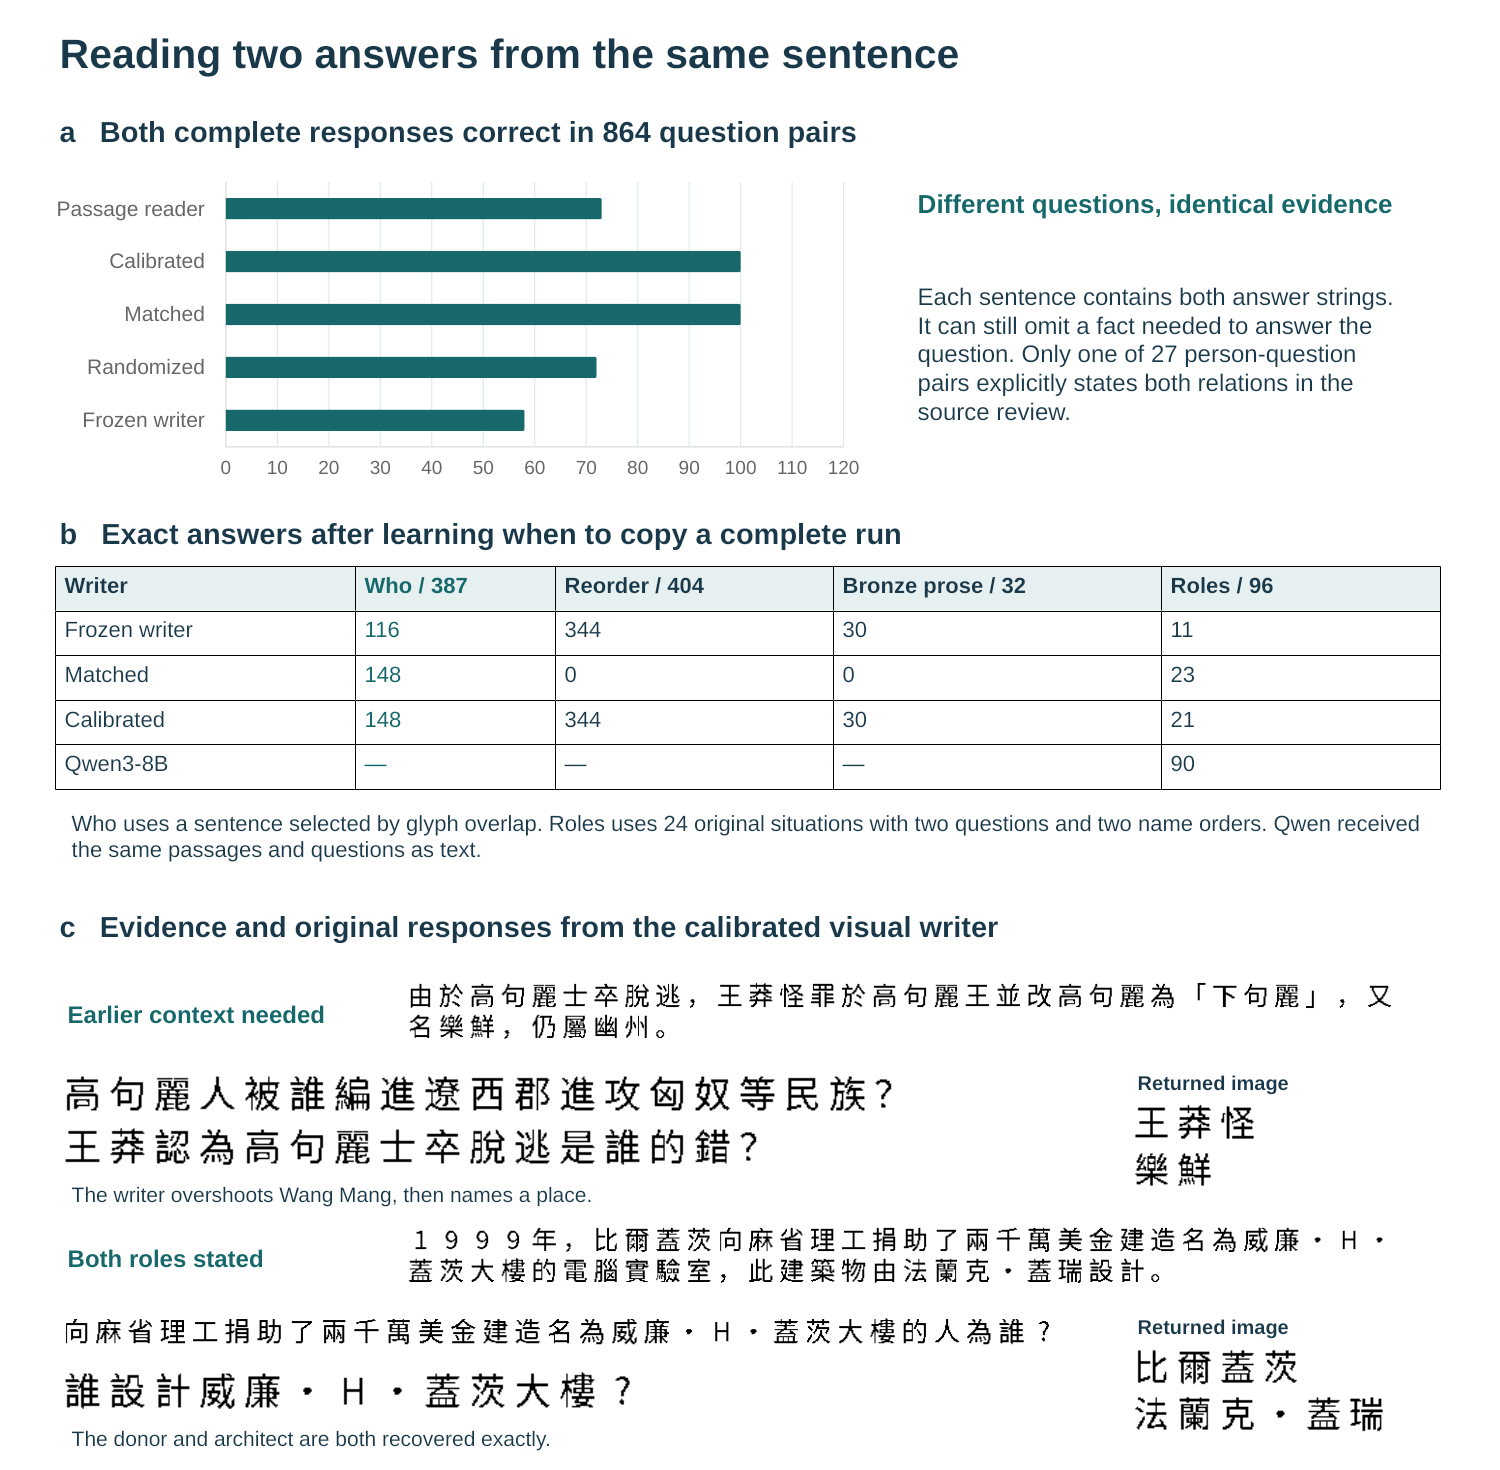 Reading two answers from the same sentence
a Both complete responses correct in 864 question pairs
Passage reader
Calibrated
Matched
Randomized
Frozen writer
0 10 20 30 40 50 60 70 80 90 100 110 120
Different questions, identical evidence
Each sentence contains both answer strings.
It can still omit a fact needed to answer the
question. Only one of 27 person-question
pairs explicitly states both relations in the
source review.
b Exact answers after learning when to copy a complete run
Writer Who / 387 Reorder / 404 Bronze prose / 32 Roles / 96
Frozen writer 116 344 30 11
Matched 148 0 0 23
Calibrated 148 344 30 21
Qwen3-8B — — — 90
Who uses a sentence selected by glyph overlap. Roles uses 24 original situations with two questions and two name orders. Qwen received
the same passages and questions as text.
c Evidence and original responses from the calibrated visual writer
Earlier context needed
由於高句麗士卒脫逃，王莽怪罪於高句麗王並改高句麗為「下句麗」，又
名樂鮮，仍屬幽州。
高句麗人被誰編進遼西郡進攻匈奴等民族？
王莽認為高句麗士卒脫逃是誰的錯？
Returned image
王莽怪
樂鮮
The writer overshoots Wang Mang, then names a place.
Both roles stated
１９９９年，比爾蓋茨向麻省理工捐助了兩千萬美金建造名為威廉・H・
蓋茨大樓的電腦實驗室，此建築物由法蘭克・蓋瑞設計。
向麻省理工捐助了兩千萬美金建造名為威廉・H・蓋茨大樓的人為誰？
誰設計威廉・H・蓋茨大樓？
Returned image
比爾蓋茨
法蘭克・蓋瑞
The donor and architect are both recovered exactly.